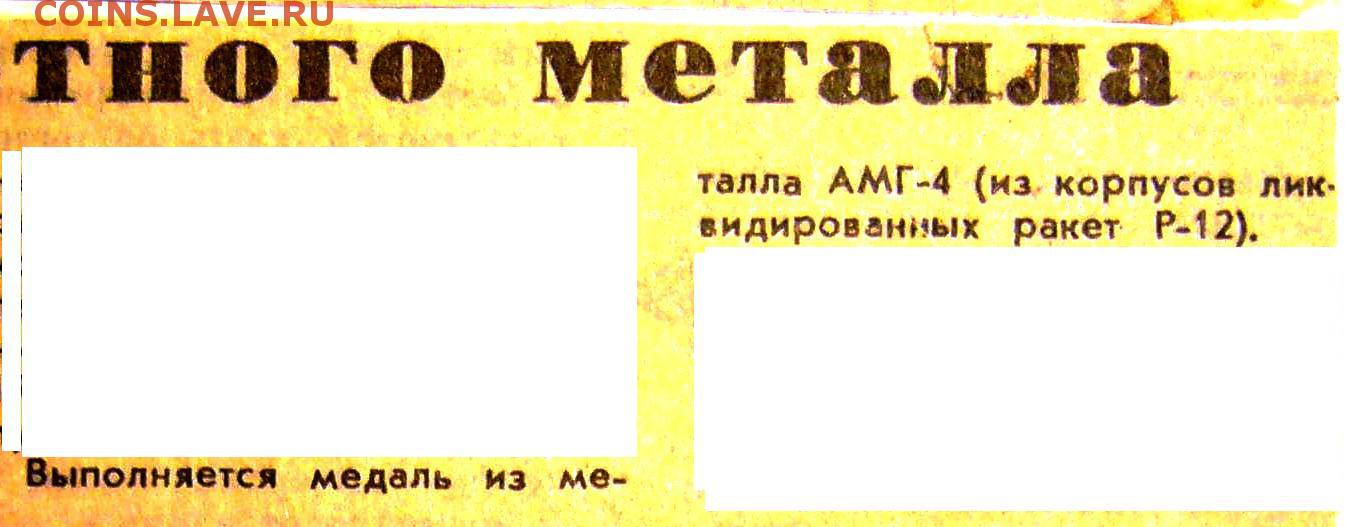 COINS.LAVE.RU
тного металла
Выполняется медаль из ме-
талла АМГ-4 (из корпусов лик-
видированных ракет Р-12).